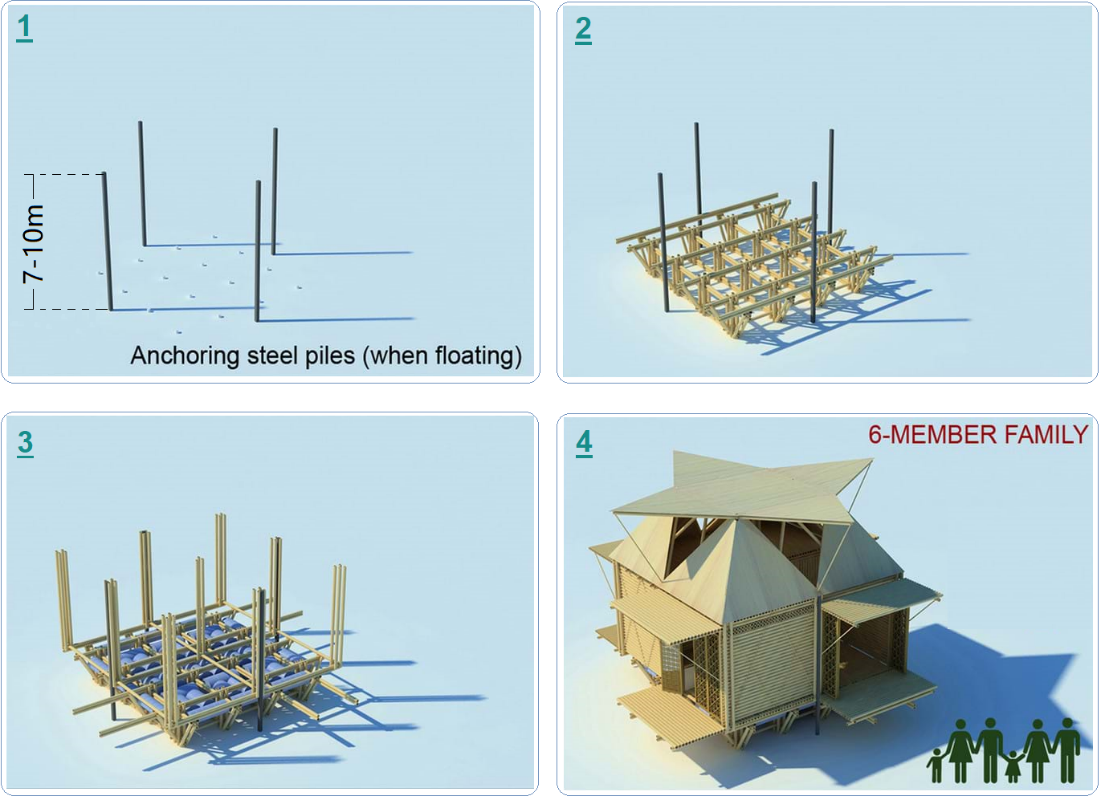 1
7-10m
Anchoring steel piles (when floating)
2
3
4
6-MEMBER FAMILY